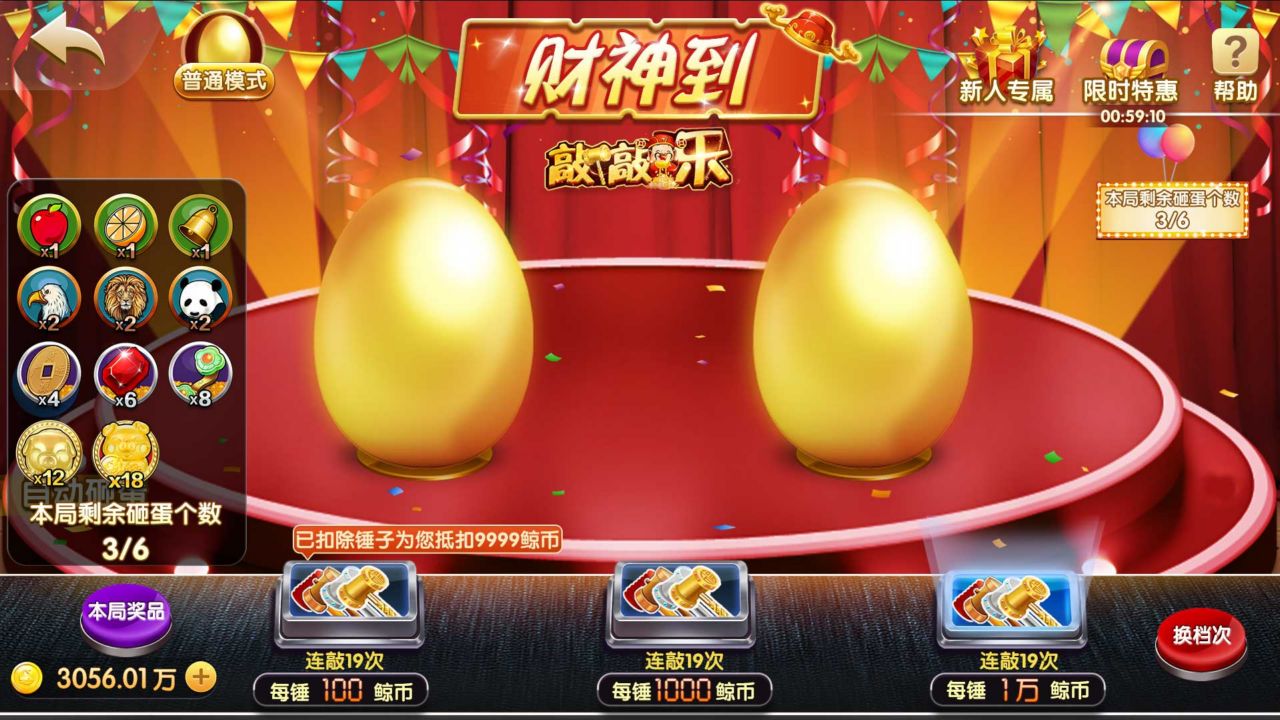 普通模式
财神到
敲敲乐
新人专属
限时特惠
帮助
00:59:10
本局剩余砸蛋个数
3/6
x1
x1
x1
x2
x2
x2
x4
x6
x8
x12
x18
自动砸蛋
本局剩余砸蛋个数
3/6
已扣除锤子为您抵扣9999鲸币
本局奖品
连敲19次
连敲19次
连敲19次
换档次
3056.01万
每锤 100 鲸币
每锤1000鲸币
每锤 1万 鲸币